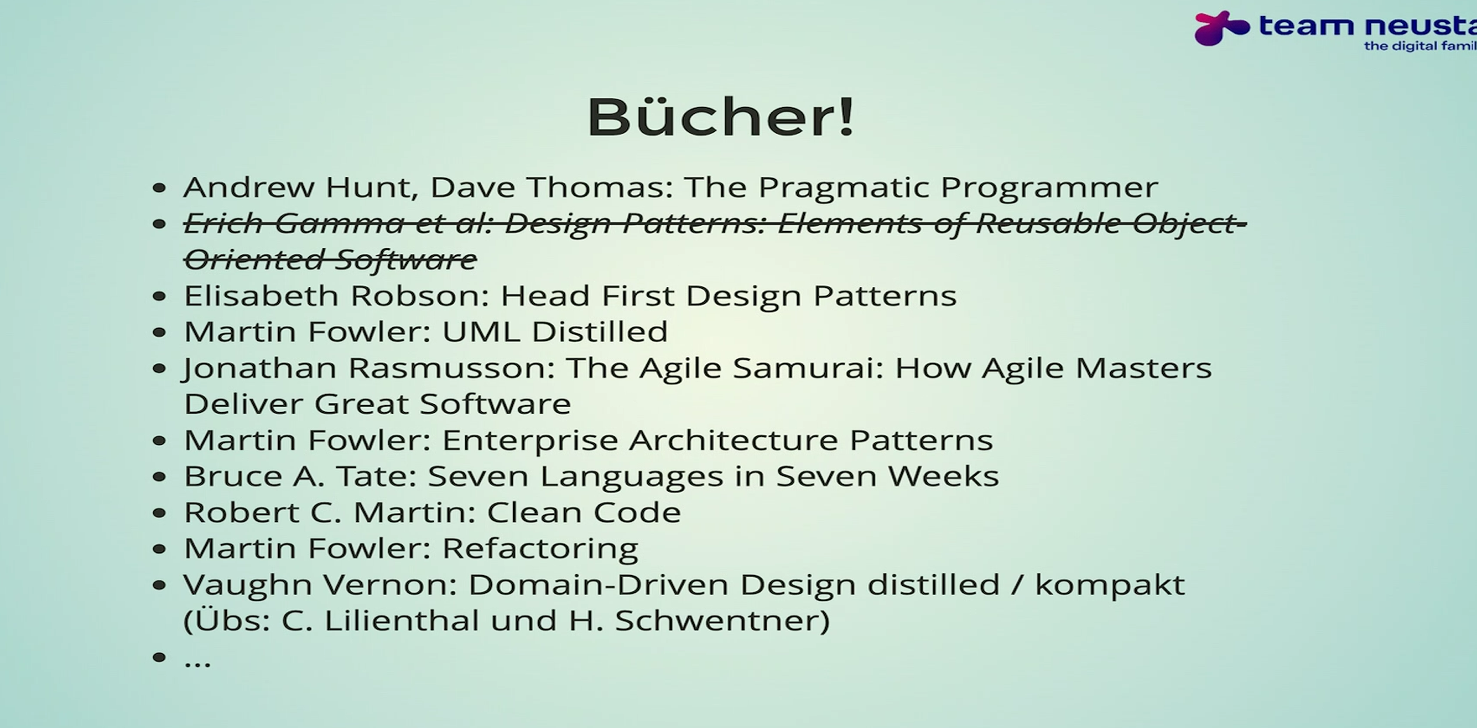 team neusta
the digital famil
Bücher!
• Andrew Hunt, Dave Thomas: The Pragmatic Programmer
• Erich Gamma et al: Design Patterns: Elements of Reusable Object-
Oriented Software
• Elisabeth Robson: Head First Design Patterns
• Martin Fowler: UML Distilled
• Jonathan Rasmusson: The Agile Samurai: How Agile Masters
Deliver Great Software
• Martin Fowler: Enterprise Architecture Patterns
• Bruce A. Tate: Seven Languages in Seven Weeks
• Robert C. Martin: Clean Code
• Martin Fowler: Refactoring
• Vaughn Vernon: Domain-Driven Design distilled / kompakt
(Übs: C. Lilienthal und H. Schwentner)
• ...